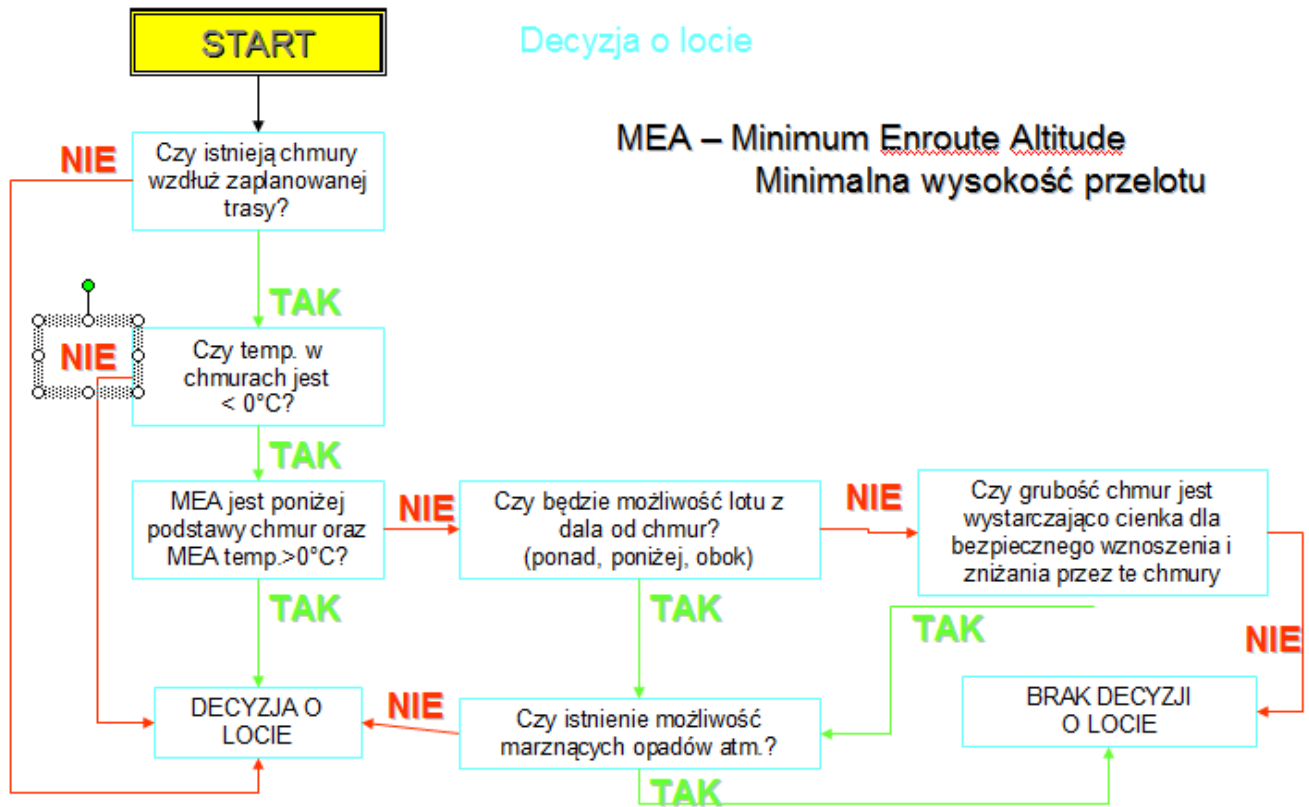 START
Decyzja o locie
MEA – Minimum Enroute Altitude
Minimalna wysokość przelotu
NIE
Czy istnieją chmury
wzdłuż zaplanowanej
trasy?
TAK
NIE
Czy temp. w
chmurach jest
< 0°C?
TAK
MEA jest poniżej
podstawy chmur oraz
MEA temp.>0°C?
NIE
Czy będzie możliwość lotu z
dala od chmur?
(ponad, poniżej, obok)
NIE
Czy grubość chmur jest
wystarczająco cienka dla
bezpiecznego wznoszenia i
zniżania przez te chmury
TAK
TAK
TAK
NIE
DECYZJA O
LOCIE
NIE
Czy istnienie możliwość
marznących opadów atm.?
BRAK DECYZJI
O LOCIE
TAK